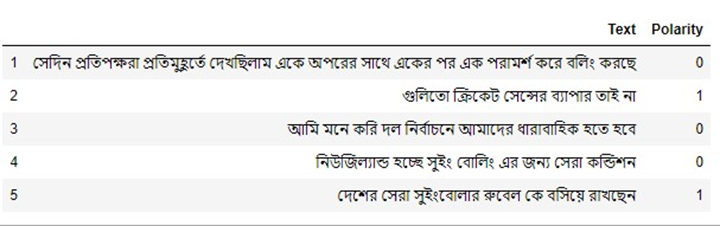 Text Polarity
1 সেদিন প্রতিপক্ষরা প্রতিমুহূর্তে দেখছিলাম একে অপরের সাথে একের পর এক পরামর্শ করে বলিং করছে 0
2 গুলিতো ক্রিকেট সেন্সের ব্যাপার তাই না 1
3 আমি মনে করি দল নির্বাচনে আমাদের ধারাবাহিক হতে হবে 0
4 নিউজিল্যান্ড হচ্ছে সুইং বোলিং এর জন্য সেরা কন্ডিশন 0
5 দেশের সেরা সুইংবোলার রুবেল কে বসিয়ে রাখছেন 1